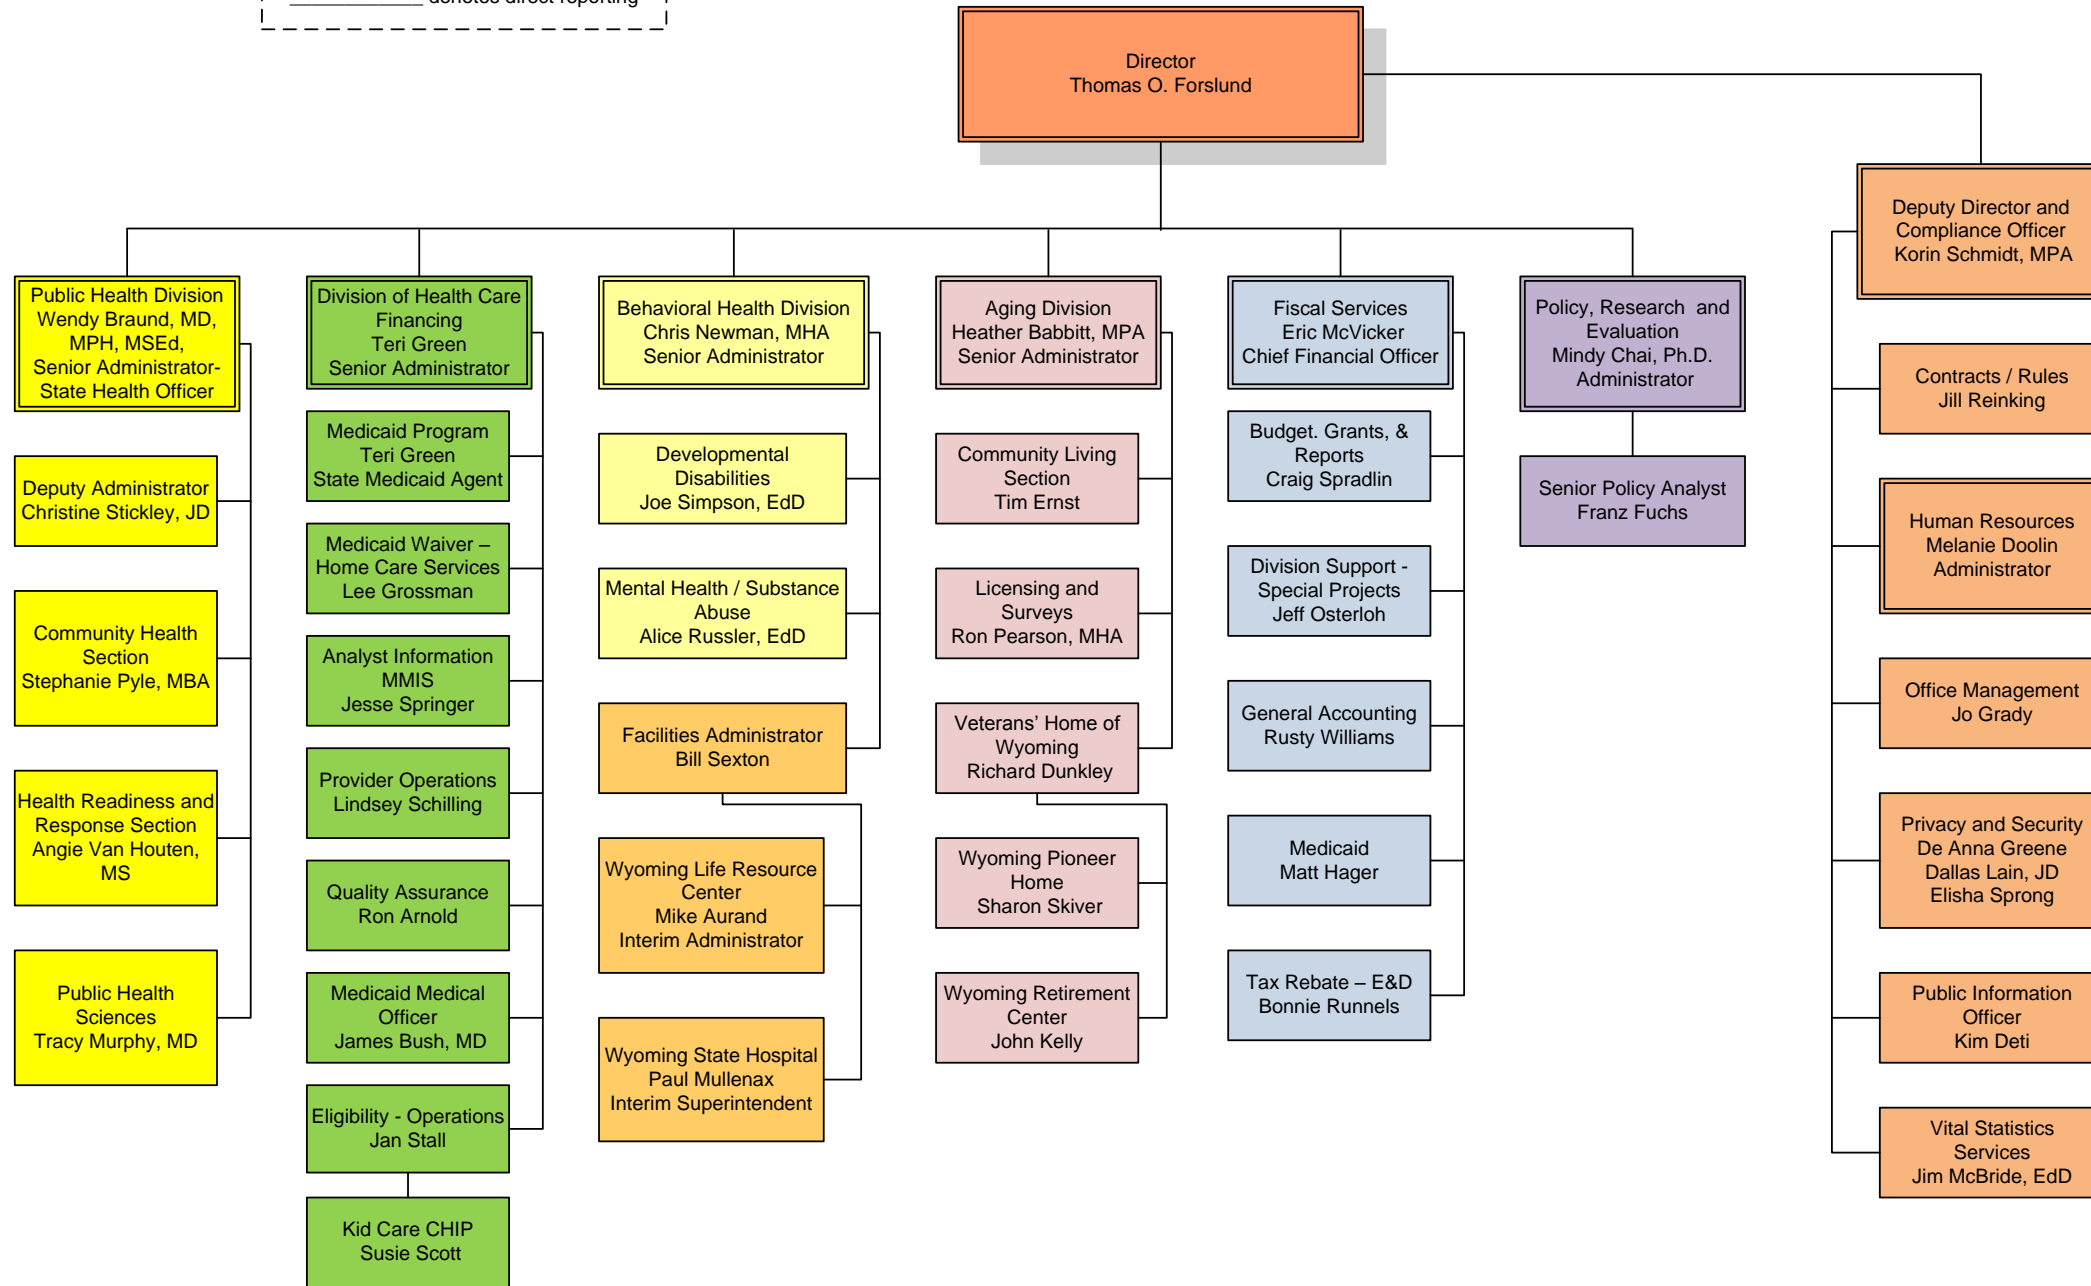 ____________ denotes direct reporting
Director
Thomas O. Forslund
Deputy Director and
Compliance Officer
Korin Schmidt, MPA
Public Health Division
Wendy Braund, MD,
MPH, MSEd,
Senior Administrator-
State Health Officer
Division of Health Care
Financing
Teri Green
Senior Administrator
Behavioral Health Division
Chris Newman, MHA
Senior Administrator
Aging Division
Heather Babbitt, MPA
Senior Administrator
Fiscal Services
Eric McVicker
Chief Financial Officer
Policy, Research and
Evaluation
Mindy Chai, Ph.D.
Administrator
Deputy Administrator
Christine Stickley, JD
Community Health
Section
Stephanie Pyle, MBA
Health Readiness and
Response Section
Angie Van Houten,
MS
Public Health
Sciences
Tracy Murphy, MD
Medicaid Program
Teri Green
State Medicaid Agent
Medicaid Waiver –
Home Care Services
Lee Grossman
Analyst Information
MMIS
Jesse Springer
Provider Operations
Lindsey Schilling
Quality Assurance
Ron Arnold
Medicaid Medical
Officer
James Bush, MD
Eligibility - Operations
Jan Stall
Kid Care CHIP
Susie Scott
Developmental
Disabilities
Joe Simpson, EdD
Mental Health / Substance
Abuse
Alice Russler, EdD
Facilities Administrator
Bill Sexton
Wyoming Life Resource
Center
Mike Aurand
Interim Administrator
Wyoming State Hospital
Paul Mullenax
Interim Superintendent
Community Living
Section
Tim Ernst
Licensing and
Surveys
Ron Pearson, MHA
Veterans’ Home of
Wyoming
Richard Dunkley
Wyoming Pioneer
Home
Sharon Skiver
Wyoming Retirement
Center
John Kelly
Budget. Grants, &
Reports
Craig Spradlin
Division Support -
Special Projects
Jeff Osterloh
General Accounting
Rusty Williams
Medicaid
Matt Hager
Tax Rebate – E&D
Bonnie Runnels
Senior Policy Analyst
Franz Fuchs
Contracts / Rules
Jill Reinking
Human Resources
Melanie Doolin
Administrator
Office Management
Jo Grady
Privacy and Security
De Anna Greene
Dallas Lain, JD
Elisha Sprong
Public Information
Officer
Kim Deti
Vital Statistics
Services
Jim McBride, EdD